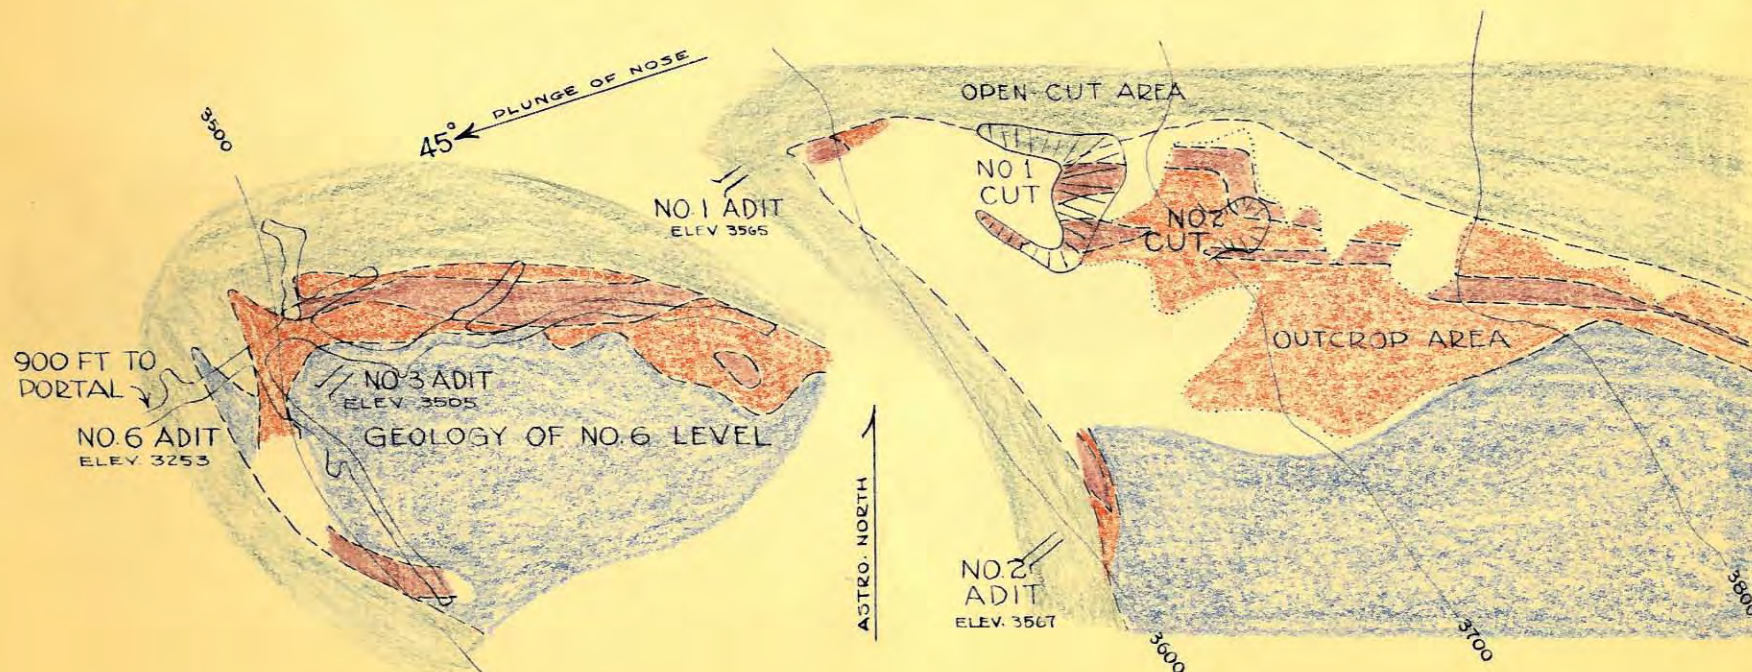 3500
45° PLUNGE OF NOSE
OPEN-CUT AREA
NO. 1 ADIT
ELEV 3565
NO 1
CUT
NO.2
CUT
OUTCROP AREA
900 FT TO
PORTAL
NO. 6 ADIT
ELEV. 3253
NO 3 ADIT
ELEV. 3505
GEOLOGY OF NO. 6 LEVEL
ASTRO. NORTH
NO. 2
ADIT
ELEV. 3567
3600
3700
3800